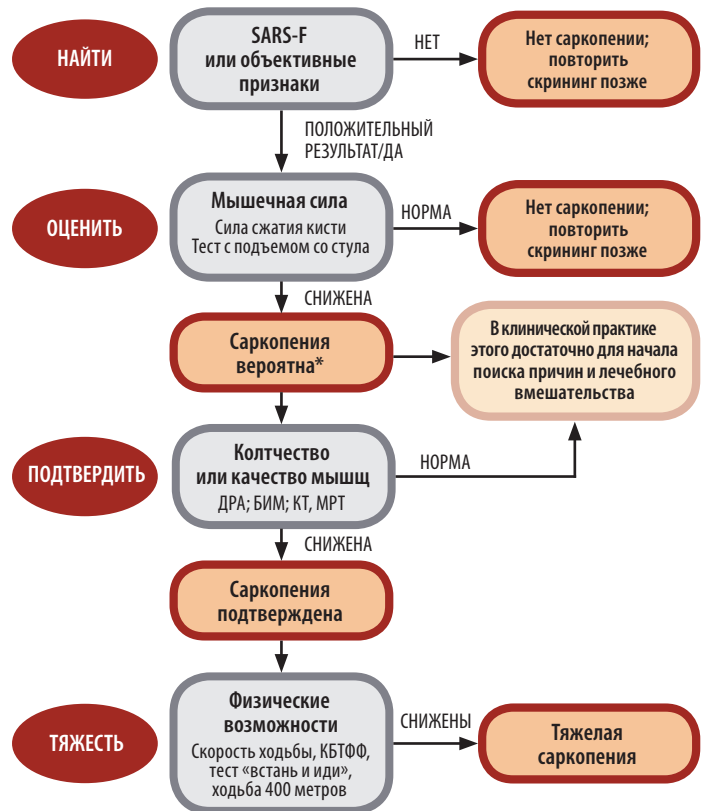 НАЙТИ
SARS-F
или объективные
признаки
НЕТ
Нет саркопении;
повторить
скрининг позже
ПОЛОЖИТЕЛЬНЫЙ
РЕЗУЛЬТАТ/ДА
ОЦЕНИТЬ
Мышечная сила
Сила сжатия кисти
Тест с подъемом со стула
НОРМА
Нет саркопении;
повторить
скрининг позже
СНИЖЕНА
Саркопения
вероятна*
В клинической практике
этого достаточно для начала
поиска причин и лечебного
вмешательства
ПОДТВЕРДИТЬ
Колтчество
или качество мышщ
ДРА; БИМ; КТ, МРТ
НОРМА
СНИЖЕНА
Саркопения
подтверждена
ТЯЖЕСТЬ
Физические
возможности
Скорость ходьбы, КБТФФ,
тест «встань и иди»,
ходьба 400 метров
СНИЖЕНЫ
Тяжелая
саркопения